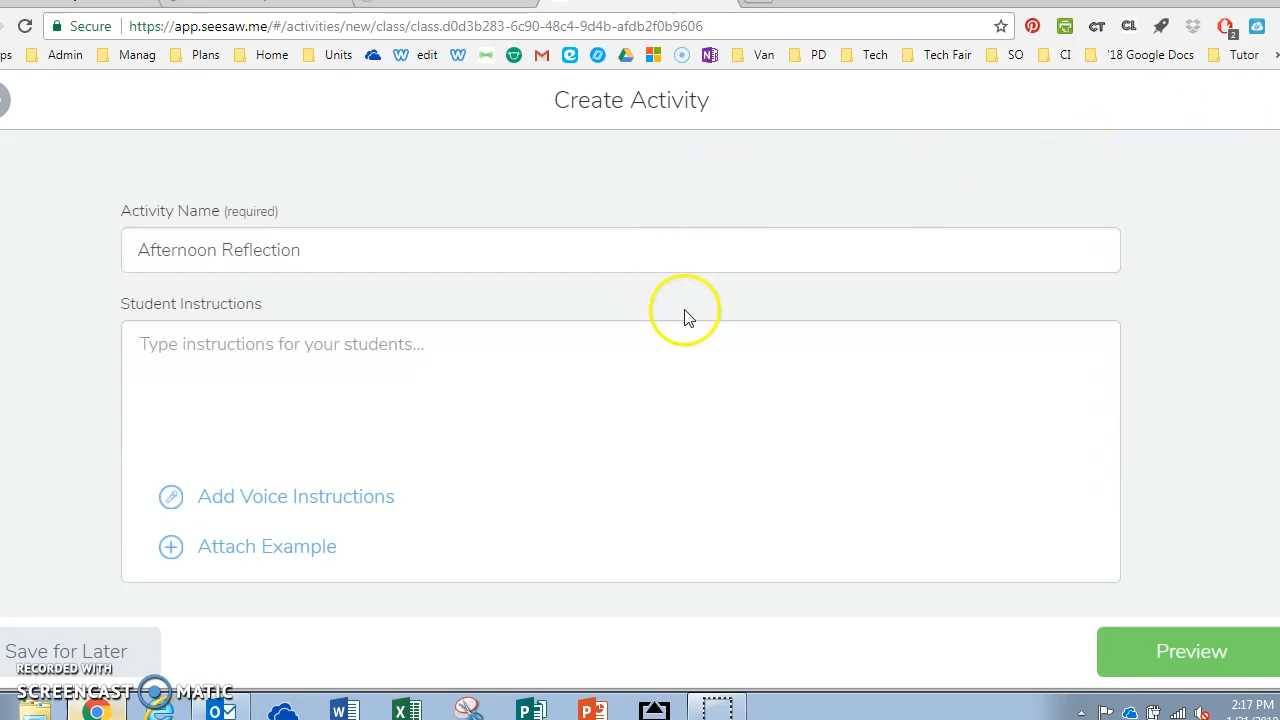 Secure https://app.seesaw.me/#/activities/new/class/class.d0d3b283-6c90-48c4-9d4b-afdb2f0b9606
CT CL 2
ps Admin Manag Plans Home Units edit Van PD Tech Tech Fair SO CI '18 Google Docs Tutor
Create Activity
Activity Name (required)
Afternoon Reflection
Student Instructions
Type instructions for your students...
Add Voice Instructions
Attach Example
Save for Later
Preview
RECORDED WITH
SCREENCAST MATIC
2:17 PM